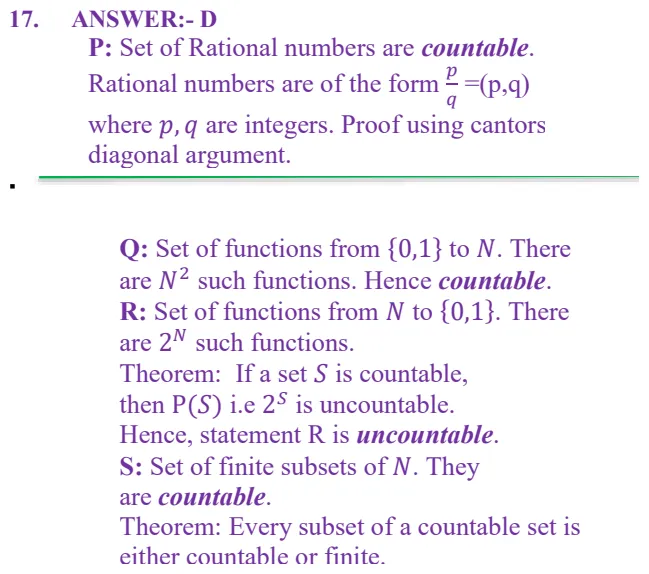 17. ANSWER:- D
P: Set of Rational numbers are countable.
Rational numbers are of the form p/q =(p,q)
where p, q are integers. Proof using cantors
diagonal argument.
Q: Set of functions from {0,1} to N. There
are N² such functions. Hence countable.
R: Set of functions from N to {0,1}. There
are 2ᴺ such functions.
Theorem: If a set S is countable,
then P(S) i.e 2ˢ is uncountable.
Hence, statement R is uncountable.
S: Set of finite subsets of N. They
are countable.
Theorem: Every subset of a countable set is
either countable or finite.